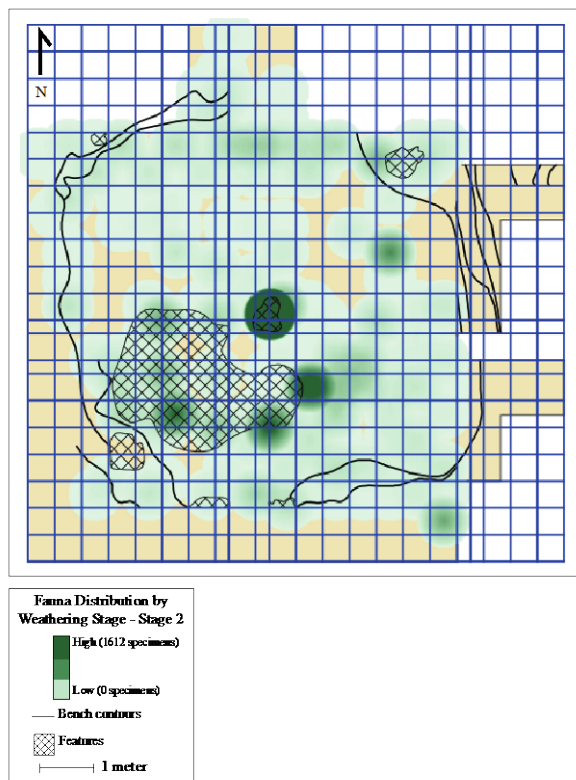 N
Fauna Distribution by
Weathering Stage - Stage 2
High (1612 specimens)
Low (0 specimens)
Bench contours
Features
1 meter